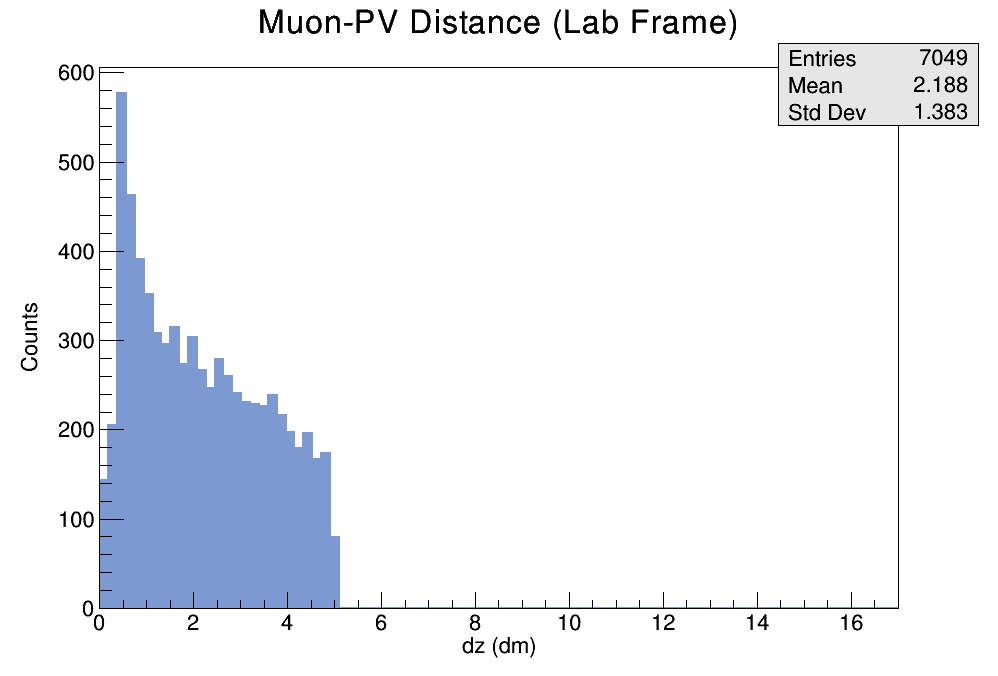 Muon-PV Distance (Lab Frame)
Entries 7049
Mean 2.188
Std Dev 1.383
600
500
400
300
200
100
0
Counts
0 2 4 6 8 10 12 14 16
dz (dm)